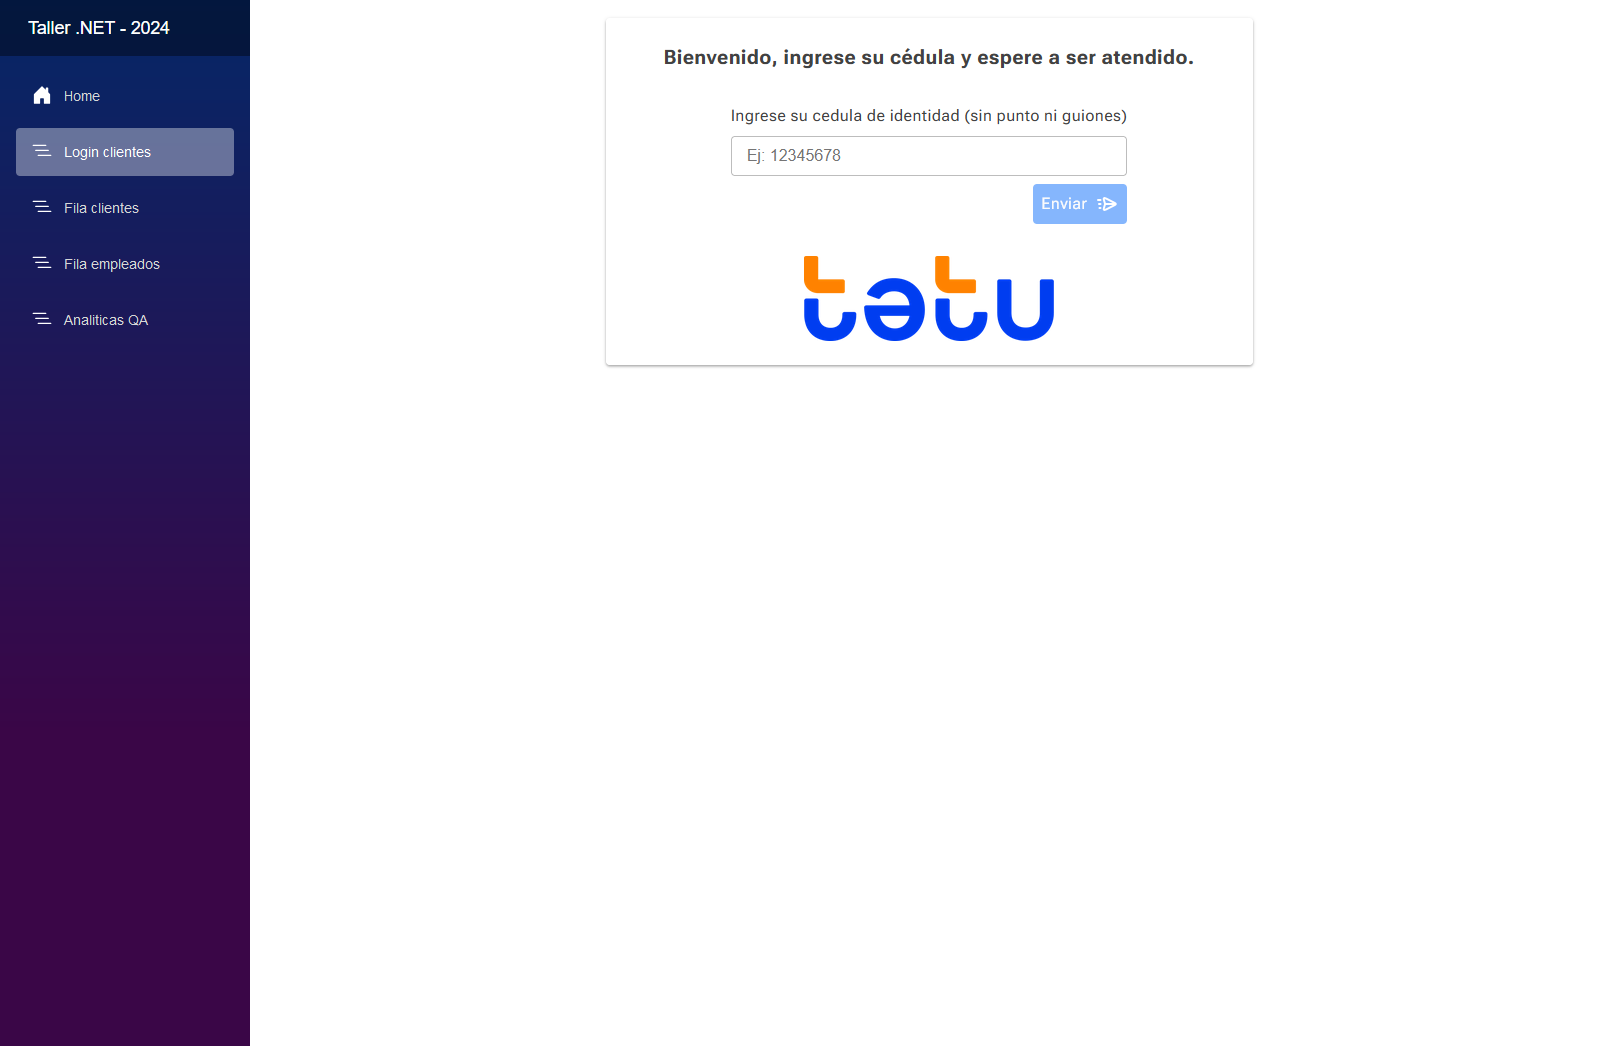 Taller .NET - 2024
Home
Login clientes
Fila clientes
Fila empleados
Analiticas QA
Bienvenido, ingrese su cédula y espere a ser atendido.
Ingrese su cedula de identidad (sin punto ni guiones)
Ej: 12345678
Enviar
tətu